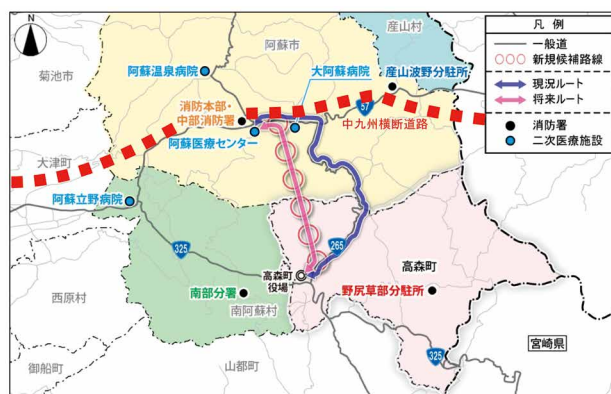 N
菊池市
阿蘇市
産山村
阿蘇温泉病院
大阿蘇病院
産山波野分駐所
消防本部・
中部消防署
57
大津町
阿蘇医療センター
中九州横断道路
阿蘇立野病院
325
265
高森町
役場
高森町
西原村
南部分署
野尻草部分駐所
南阿蘇村
御船町
山都町
325
宮崎県
凡 例
一般道
新規候補路線
現況ルート
将来ルート
消防署
二次医療施設